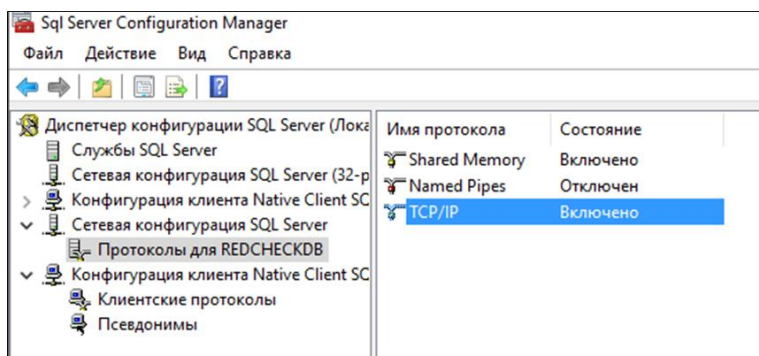 Sql Server Configuration Manager
Файл Действие Вид Справка
Диспетчер конфигурации SQL Server (Лока
Службы SQL Server
Сетевая конфигурация SQL Server (32-р
Конфигурация клиента Native Client SC
Сетевая конфигурация SQL Server
Протоколы для REDCHECKDB
Конфигурация клиента Native Client SC
Клиентские протоколы
Псевдонимы
Имя протокола Состояние
Shared Memory Включено
Named Pipes Отключен
TCP/IP Включено